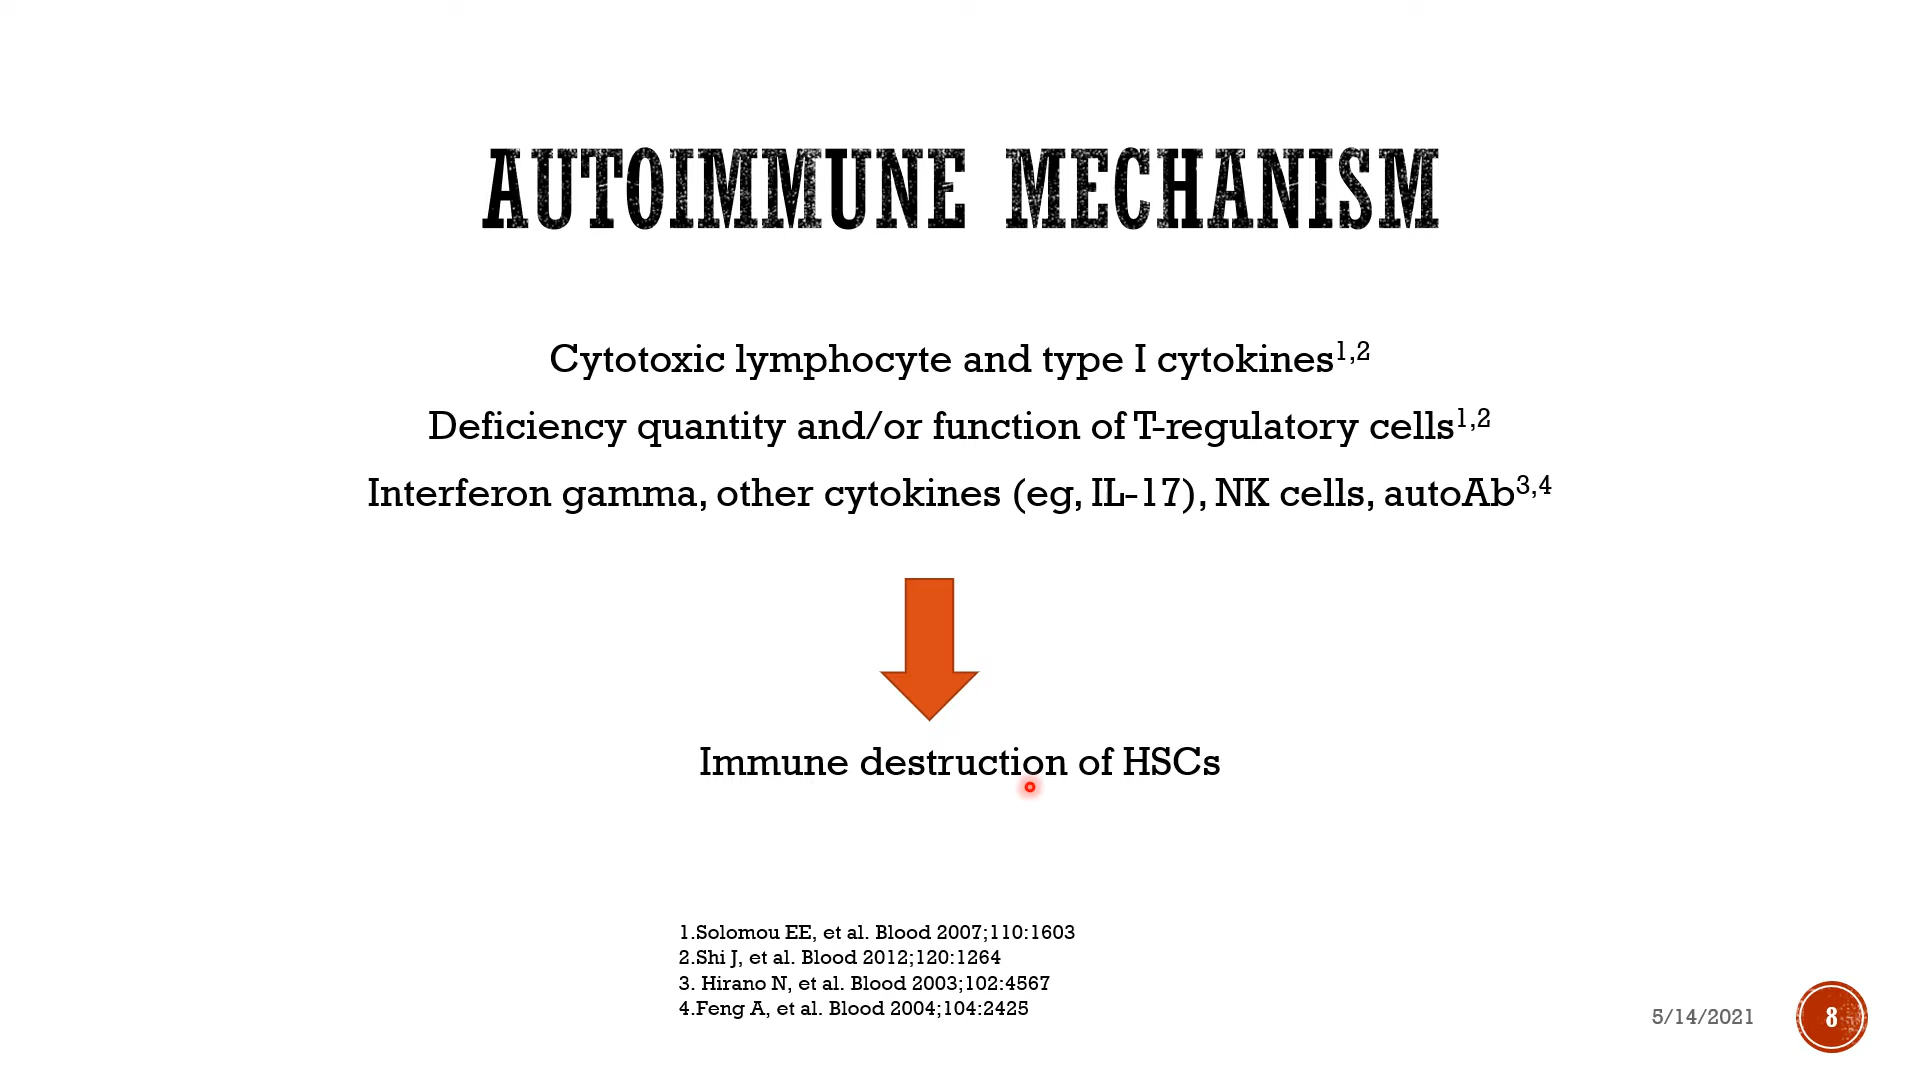 AUTOIMMUNE MECHANISM
Cytotoxic lymphocyte and type I cytokines1,2
Deficiency quantity and/or function of T-regulatory cells1,2
Interferon gamma, other cytokines (eg, IL-17), NK cells, autoAb3,4
Immune destruction of HSCs
1.Solomou EE, et al. Blood 2007;110:1603
2.Shi J, et al. Blood 2012;120:1264
3. Hirano N, et al. Blood 2003;102:4567
4.Feng A, et al. Blood 2004;104:2425
5/14/2021
8